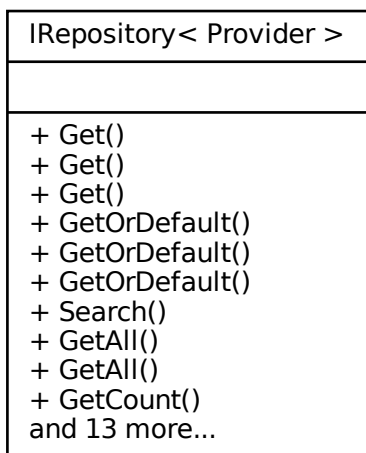 IRepository< Provider >
+ Get()
+ Get()
+ Get()
+ GetOrDefault()
+ GetOrDefault()
+ GetOrDefault()
+ Search()
+ GetAll()
+ GetAll()
+ GetCount()
and 13 more...